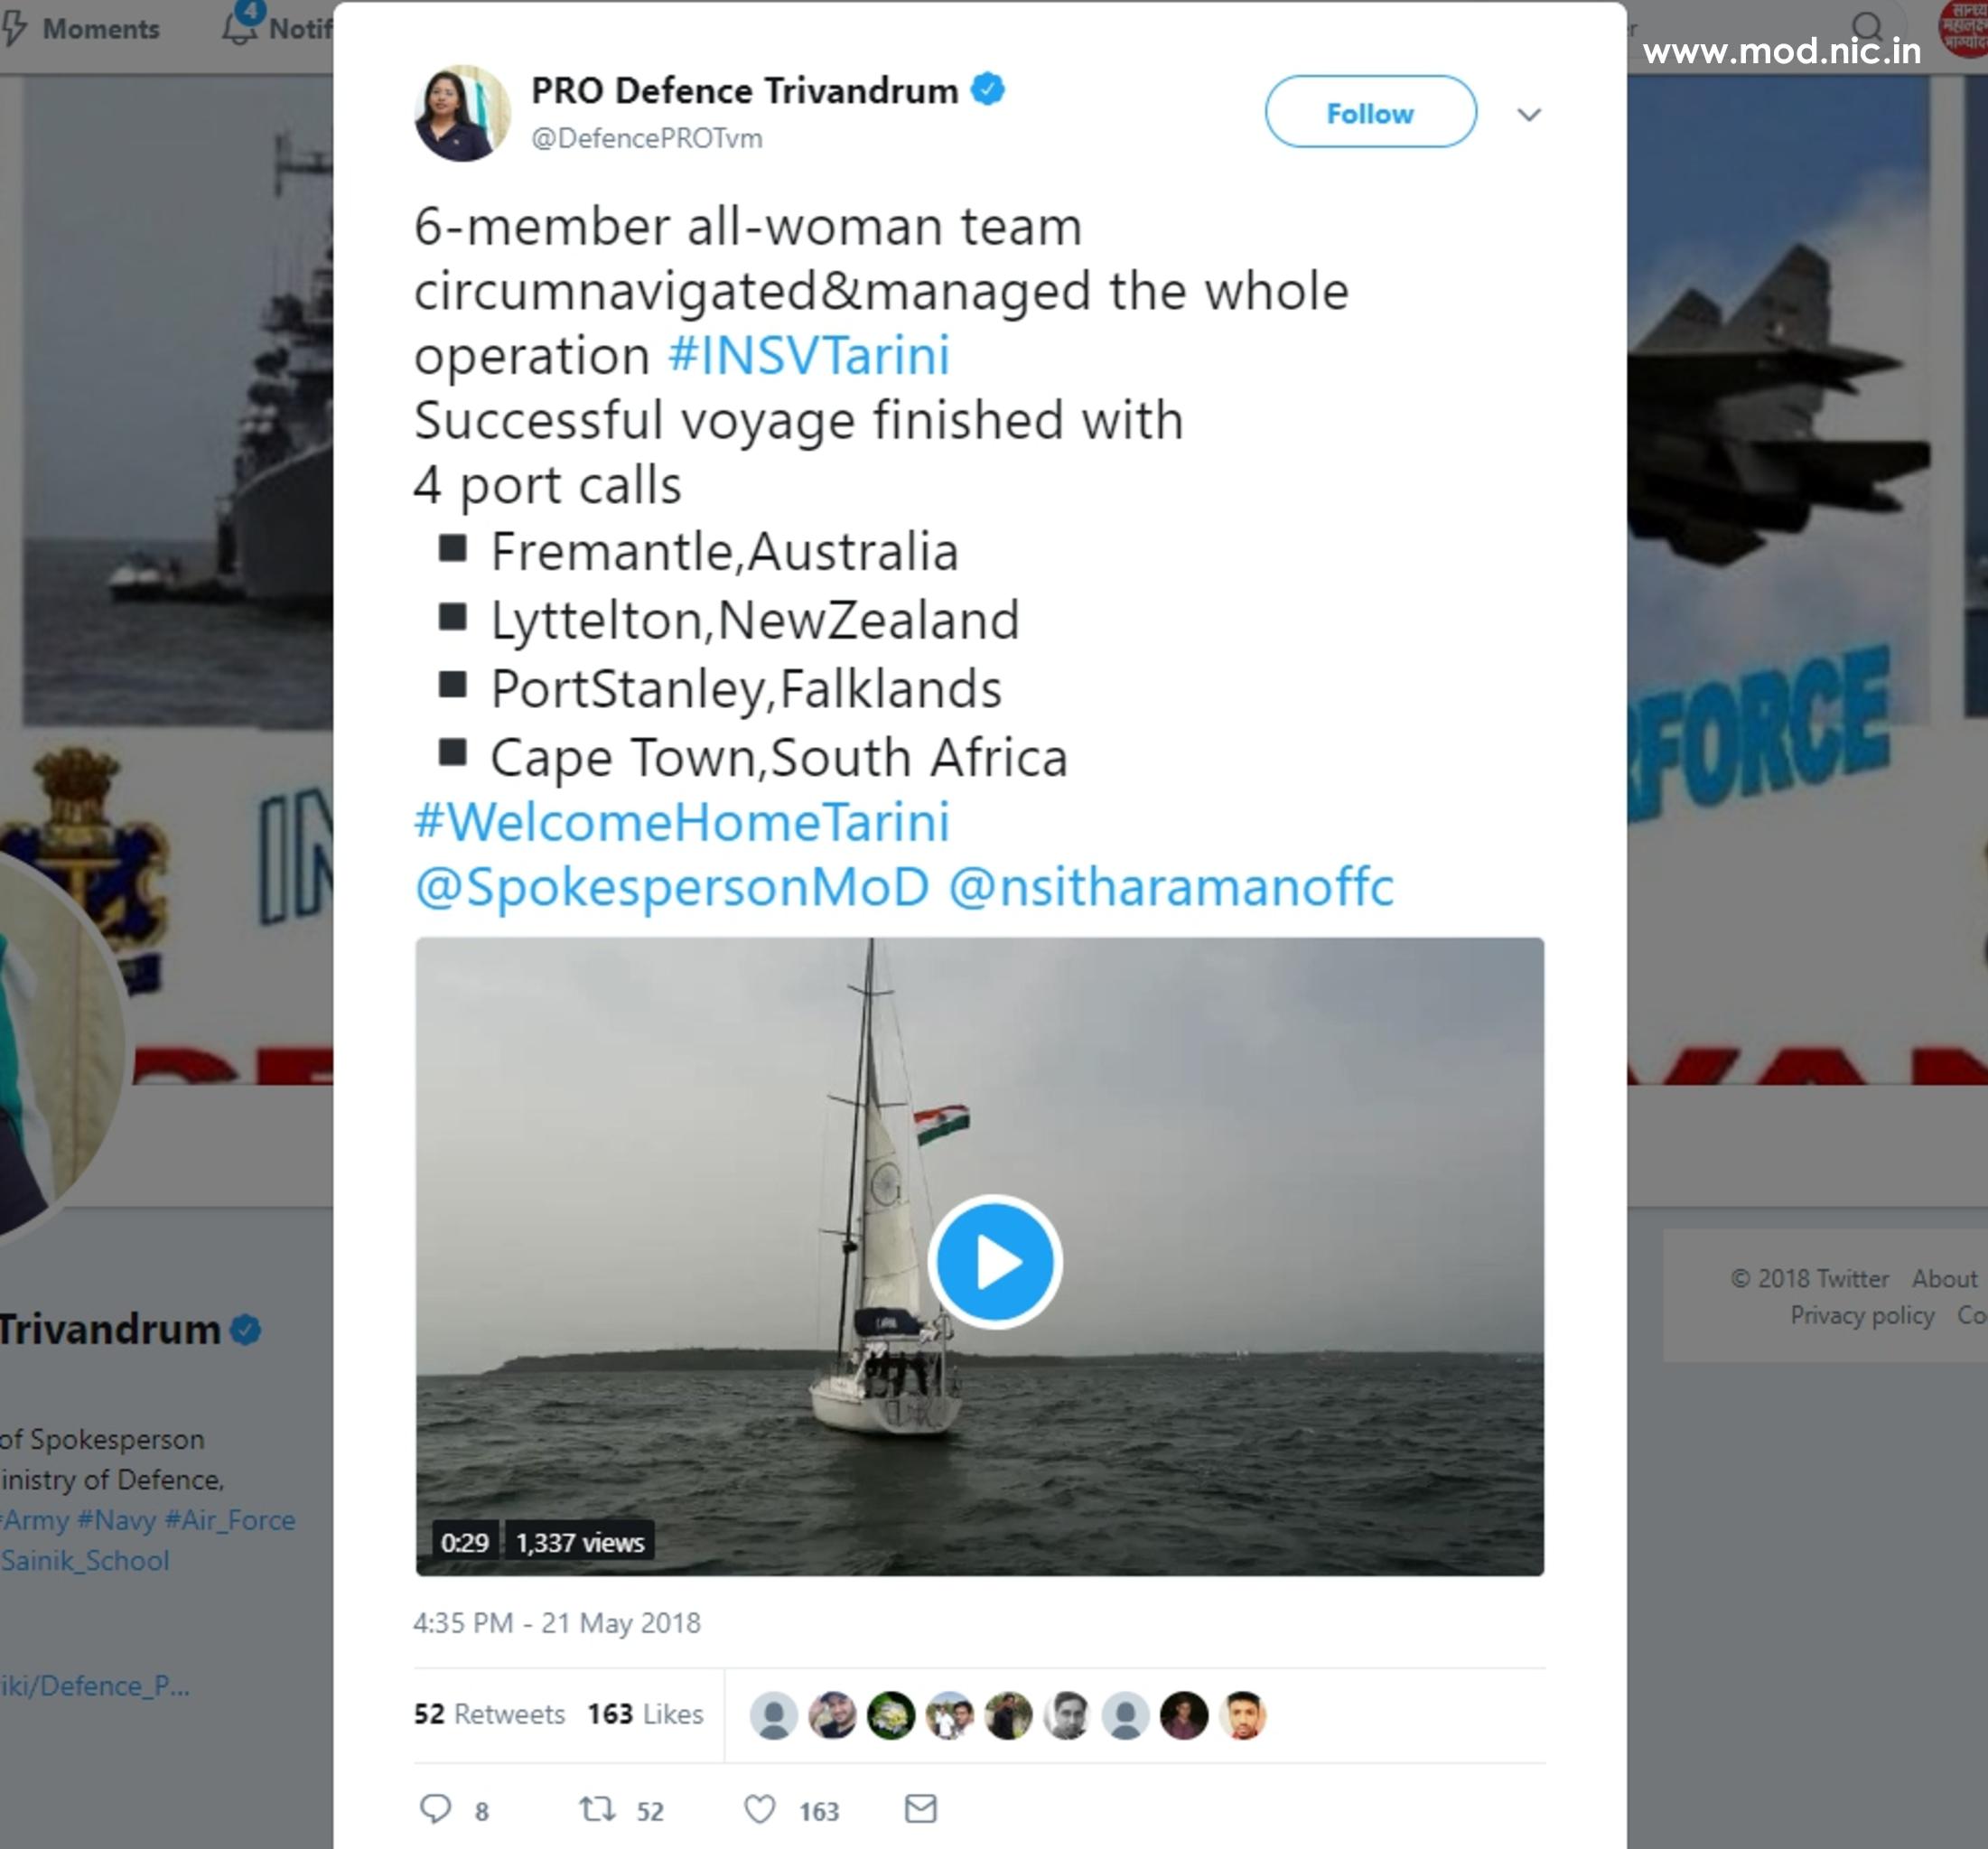 Moments
4
Notif
www.mod.nic.in
PRO Defence Trivandrum
@DefencePROTvm
Follow
6-member all-woman team
circumnavigated&managed the whole
operation #INSVTarini
Successful voyage finished with
4 port calls
■ Fremantle,Australia
■ Lyttelton,NewZealand
■ PortStanley,Falklands
■ Cape Town,South Africa
#WelcomeHomeTarini
@SpokespersonMoD @nsitharamanoffc
IN
FORCE
0:29 1,337 views
4:35 PM - 21 May 2018
52 Retweets 163 Likes
8 52 163
Trivandrum
of Spokesperson
inistry of Defence,
#Army #Navy #Air_Force
Sainik_School
iki/Defence_P...
© 2018 Twitter About
Privacy policy Co